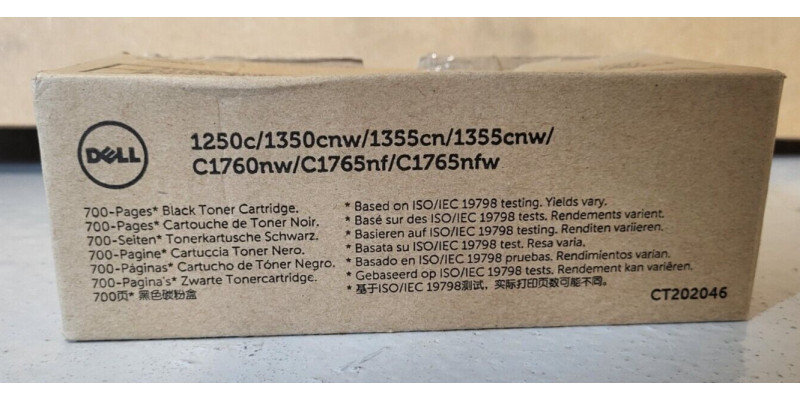 DELL
1250c/1350cnw/1355cn/1355cnw/
C1760nw/C1765nf/C1765nfw
700-Pages* Black Toner Cartridge.
700-Pages* Cartouche de Toner Noir.
700-Seiten* Tonerkartusche Schwarz.
700-Pagine* Cartuccia Toner Nero.
700-Páginas* Cartucho de Tóner Negro.
700-Pagina's* Zwarte Tonercartridge.
700页* 黑色碳粉盒
* Based on ISO/IEC 19798 testing. Yields vary.
* Basé sur des ISO/IEC 19798 tests. Rendements varient.
* Basieren auf ISO/IEC 19798 testing. Renditen variieren.
* Basata su ISO/IEC 19798 test. Resa varia.
* Basado en ISO/IEC 19798 pruebas. Rendimientos varían.
* Gebaseerd op ISO/IEC 19798 tests. Rendement kan variëren.
* 基于ISO/IEC 19798测试，实际打印页数可能不同。
CT202046